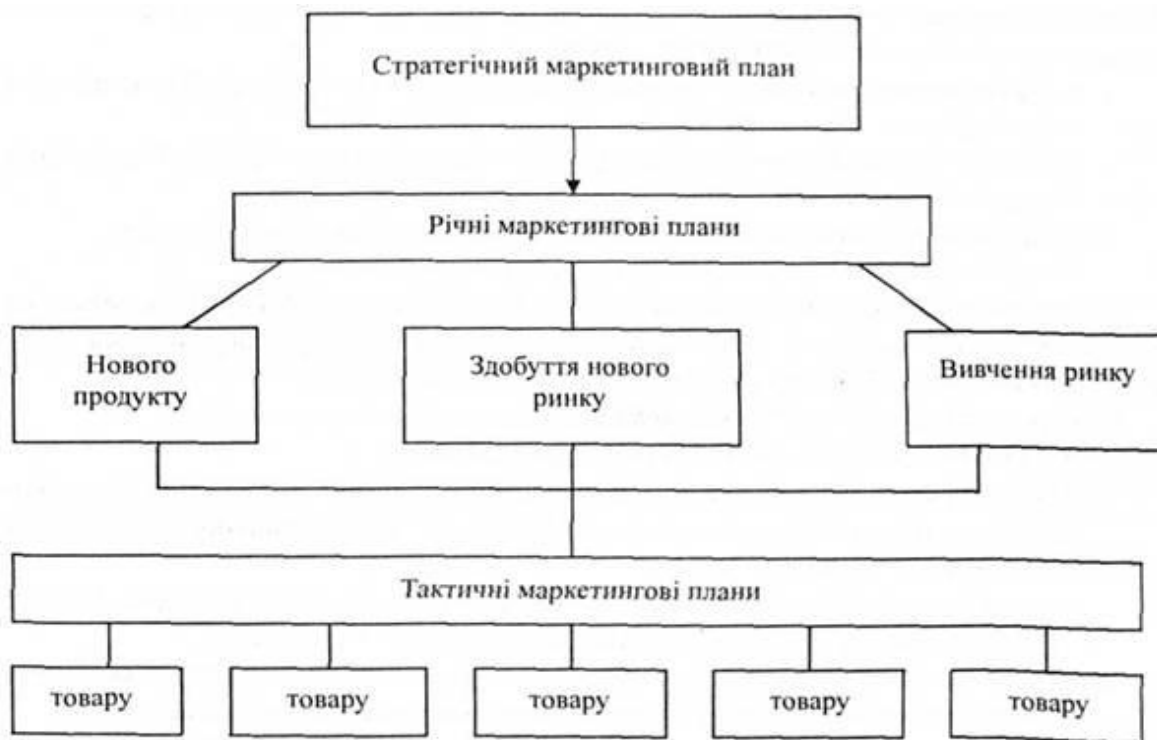 Стратегічний маркетинговий план
Річні маркетингові плани
Нового
продукту
Здобуття нового
ринку
Вивчення ринку
Тактичні маркетингові плани
товару
товару
товару
товару
товару